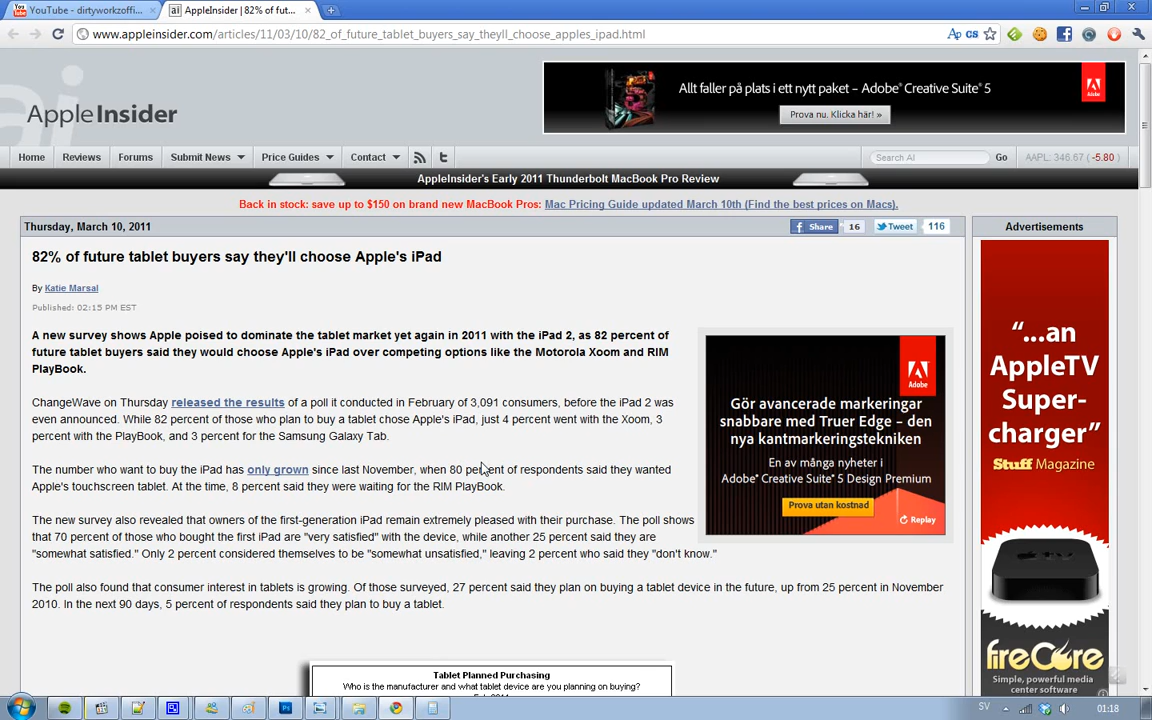 YouTube - dirtyworkzoffi...
AppleInsider | 82% of fut...
www.appleinsider.com/articles/11/03/10/82_of_future_tablet_buyers_say_theyll_choose_apples_ipad.html
AppleInsider
Allt faller på plats i ett nytt paket – Adobe® Creative Suite® 5
Prova nu. Klicka här! »
Adobe
Home Reviews Forums Submit News Price Guides Contact
Search AI Go AAPL: 346.67 ( -5.80 )
AppleInsider's Early 2011 Thunderbolt MacBook Pro Review
Back in stock: save up to $150 on brand new MacBook Pros: Mac Pricing Guide updated March 10th (Find the best prices on Macs).
Thursday, March 10, 2011
Share 16 Tweet 116
Advertisements
82% of future tablet buyers say they'll choose Apple's iPad
By Katie Marsal
Published: 02:15 PM EST
A new survey shows Apple poised to dominate the tablet market yet again in 2011 with the iPad 2, as 82 percent of
future tablet buyers said they would choose Apple's iPad over competing options like the Motorola Xoom and RIM
PlayBook.
ChangeWave on Thursday released the results of a poll it conducted in February of 3,091 consumers, before the iPad 2 was
even announced. While 82 percent of those who plan to buy a tablet chose Apple's iPad, just 4 percent went with the Xoom, 3
percent with the PlayBook, and 3 percent for the Samsung Galaxy Tab.
The number who want to buy the iPad has only grown since last November, when 80 percent of respondents said they wanted
Apple's touchscreen tablet. At the time, 8 percent said they were waiting for the RIM PlayBook.
The new survey also revealed that owners of the first-generation iPad remain extremely pleased with their purchase. The poll shows
that 70 percent of those who bought the first iPad are "very satisfied" with the device, while another 25 percent said they are
"somewhat satisfied." Only 2 percent considered themselves to be "somewhat unsatisfied," leaving 2 percent who said they "don't know."
The poll also found that consumer interest in tablets is growing. Of those surveyed, 27 percent said they plan on buying a tablet device in the future, up from 25 percent in November
2010. In the next 90 days, 5 percent of respondents said they plan to buy a tablet.
Tablet Planned Purchasing
Who is the manufacturer and what tablet device are you planning on buying?
Adobe
Gör avancerade markeringar
snabbare med Truer Edge – den
nya kantmarkeringstekniken
En av många nyheter i
Adobe® Creative Suite® 5 Design Premium
Prova utan kostnad
Replay
"...an
AppleTV
Super-
charger"
Stuff Magazine
fireCore
Simple, powerful media
center software
SV
01:18